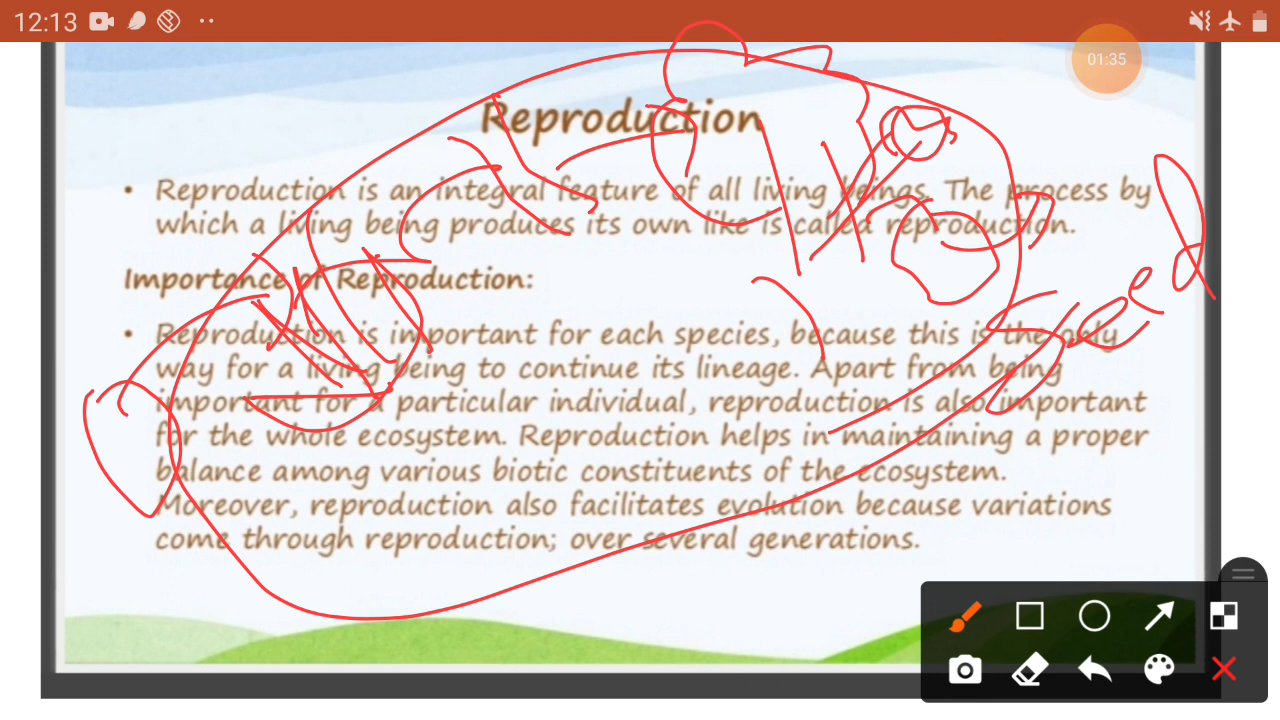 12:13
01:35
Reproduction
• Reproduction is an integral feature of all living beings. The process by
which a living being produces its own like is called reproduction.
Importance of Reproduction:
• Reproduction is important for each species, because this is the only
way for a living being to continue its lineage. Apart from being
important for a particular individual, reproduction is also important
for the whole ecosystem. Reproduction helps in maintaining a proper
balance among various biotic constituents of the ecosystem.
Moreover, reproduction also facilitates evolution because variations
come through reproduction; over several generations.
Seed